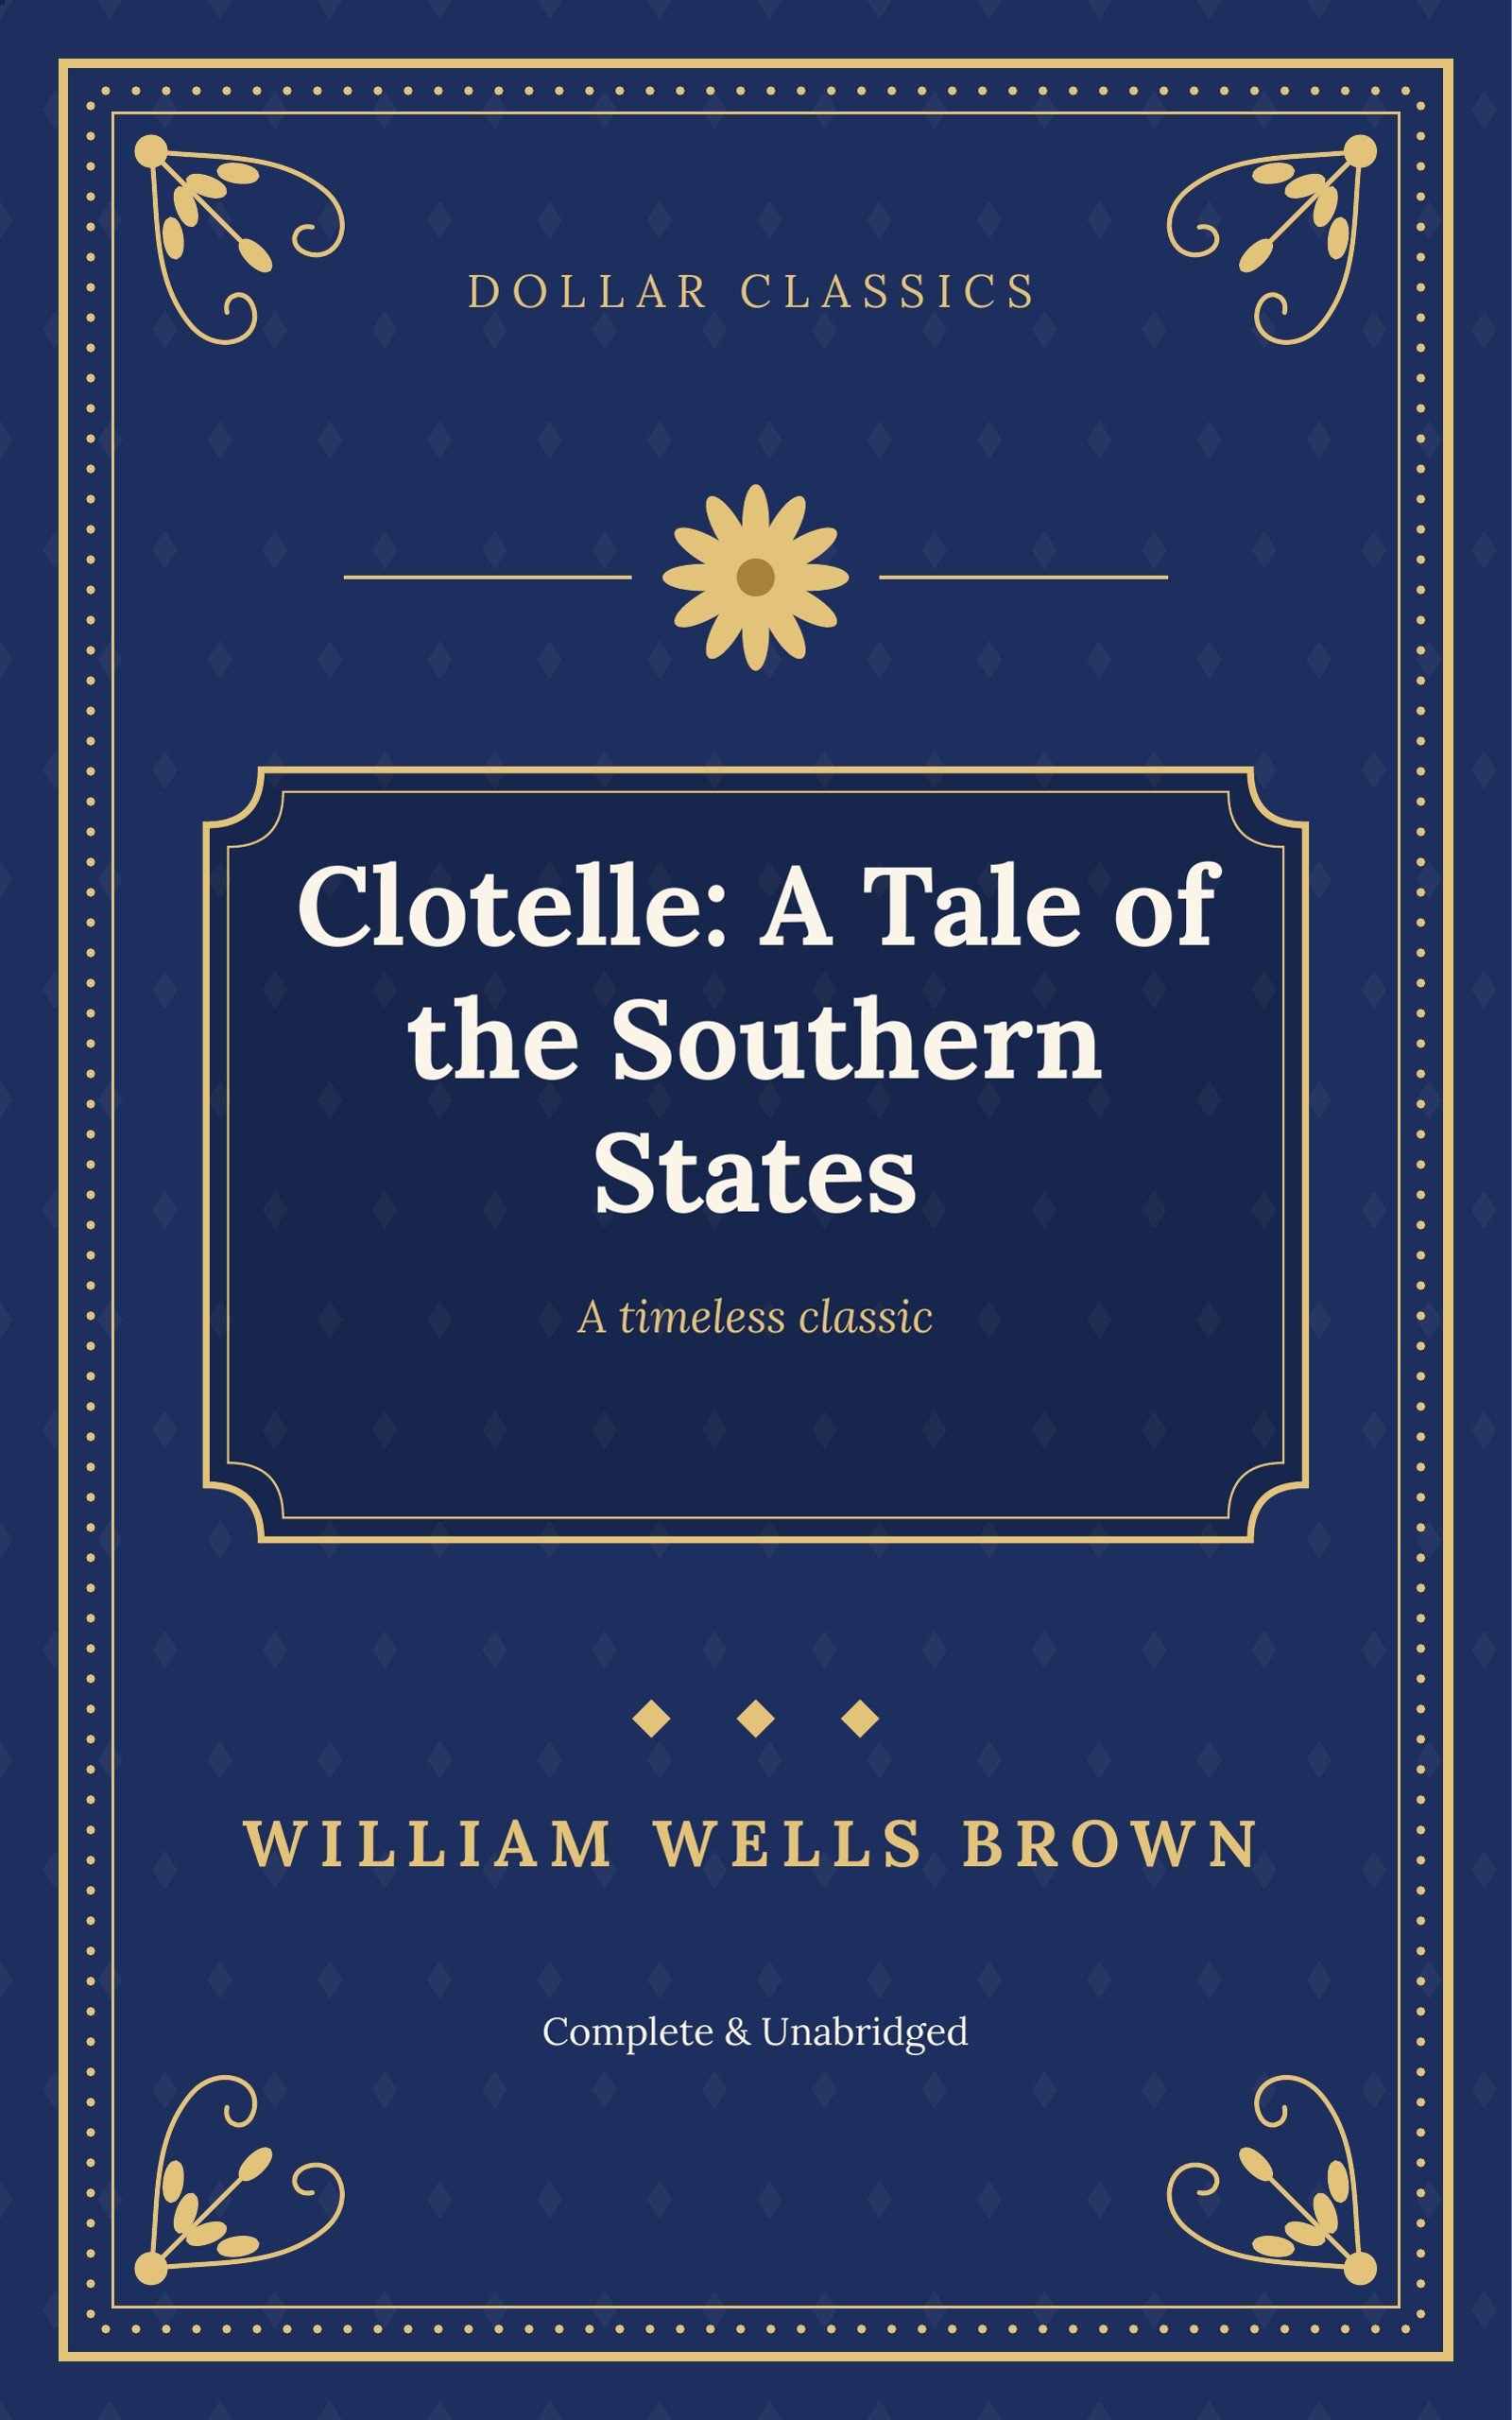 DOLLAR CLASSICS
Clotelle: A Tale of
the Southern
States
A timeless classic
WILLIAM WELLS BROWN
Complete & Unabridged